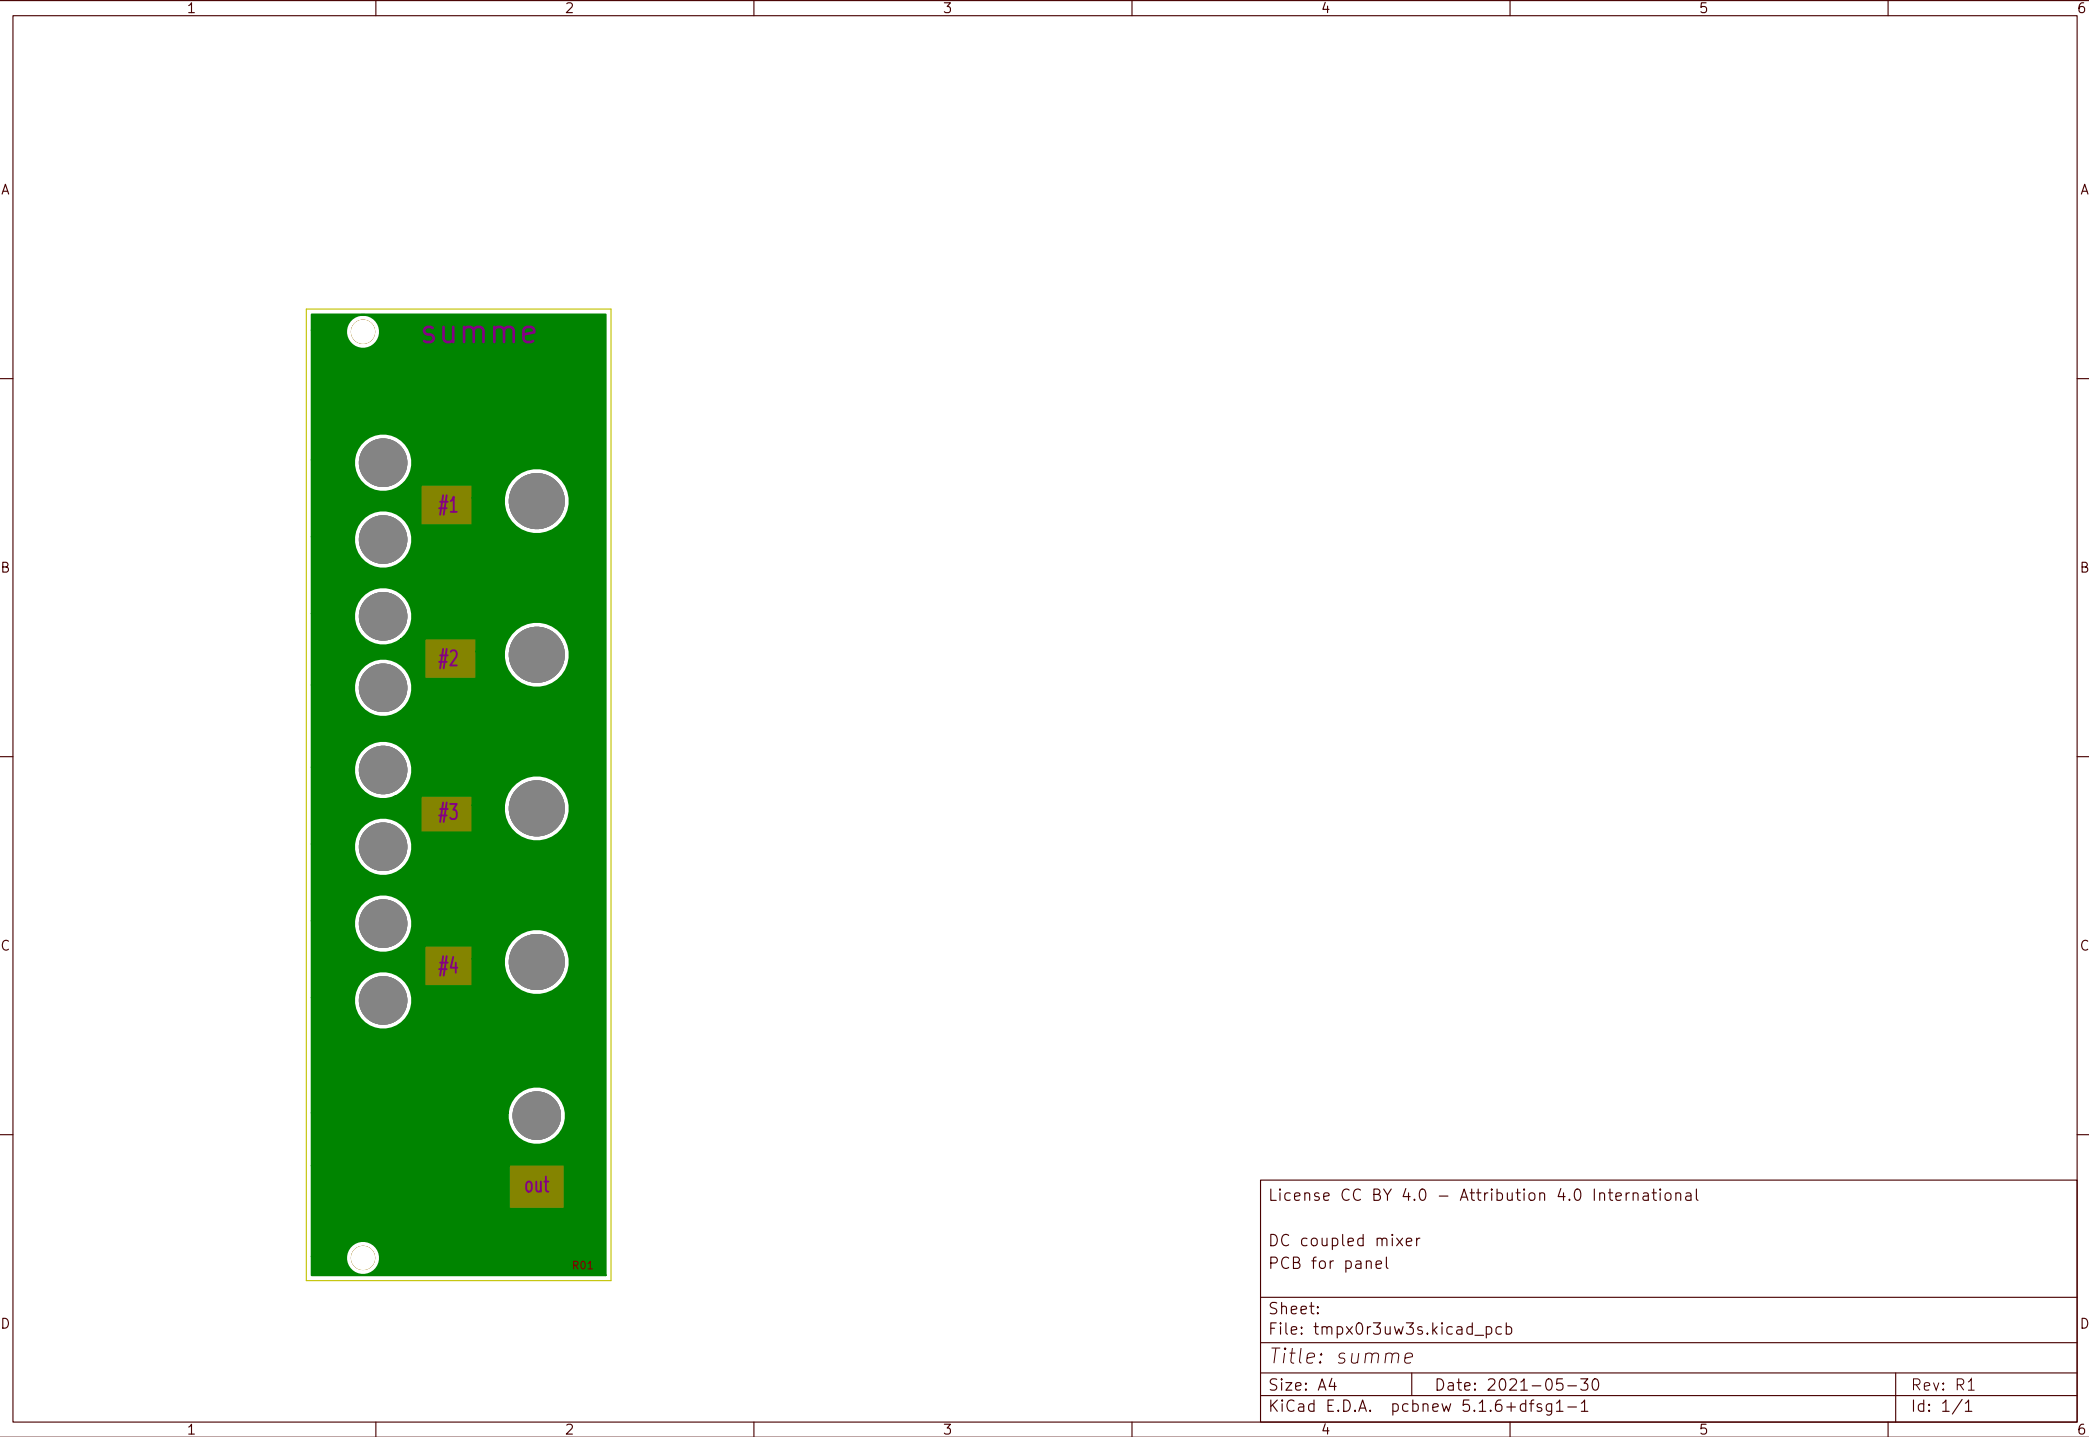 1 2 3 4 5 6
A A
summe
#1
B B
#2
#3
C C
#4
out
License CC BY 4.0 - Attribution 4.0 International
DC coupled mixer
PCB for panel
R01
Sheet:
D D
File: tmpx0r3uw3s.kicad_pcb
Title: summe
Size: A4 Date: 2021-05-30 Rev: R1
KiCad E.D.A. pcbnew 5.1.6+dfsg1-1 Id: 1/1
1 2 3 4 5 6